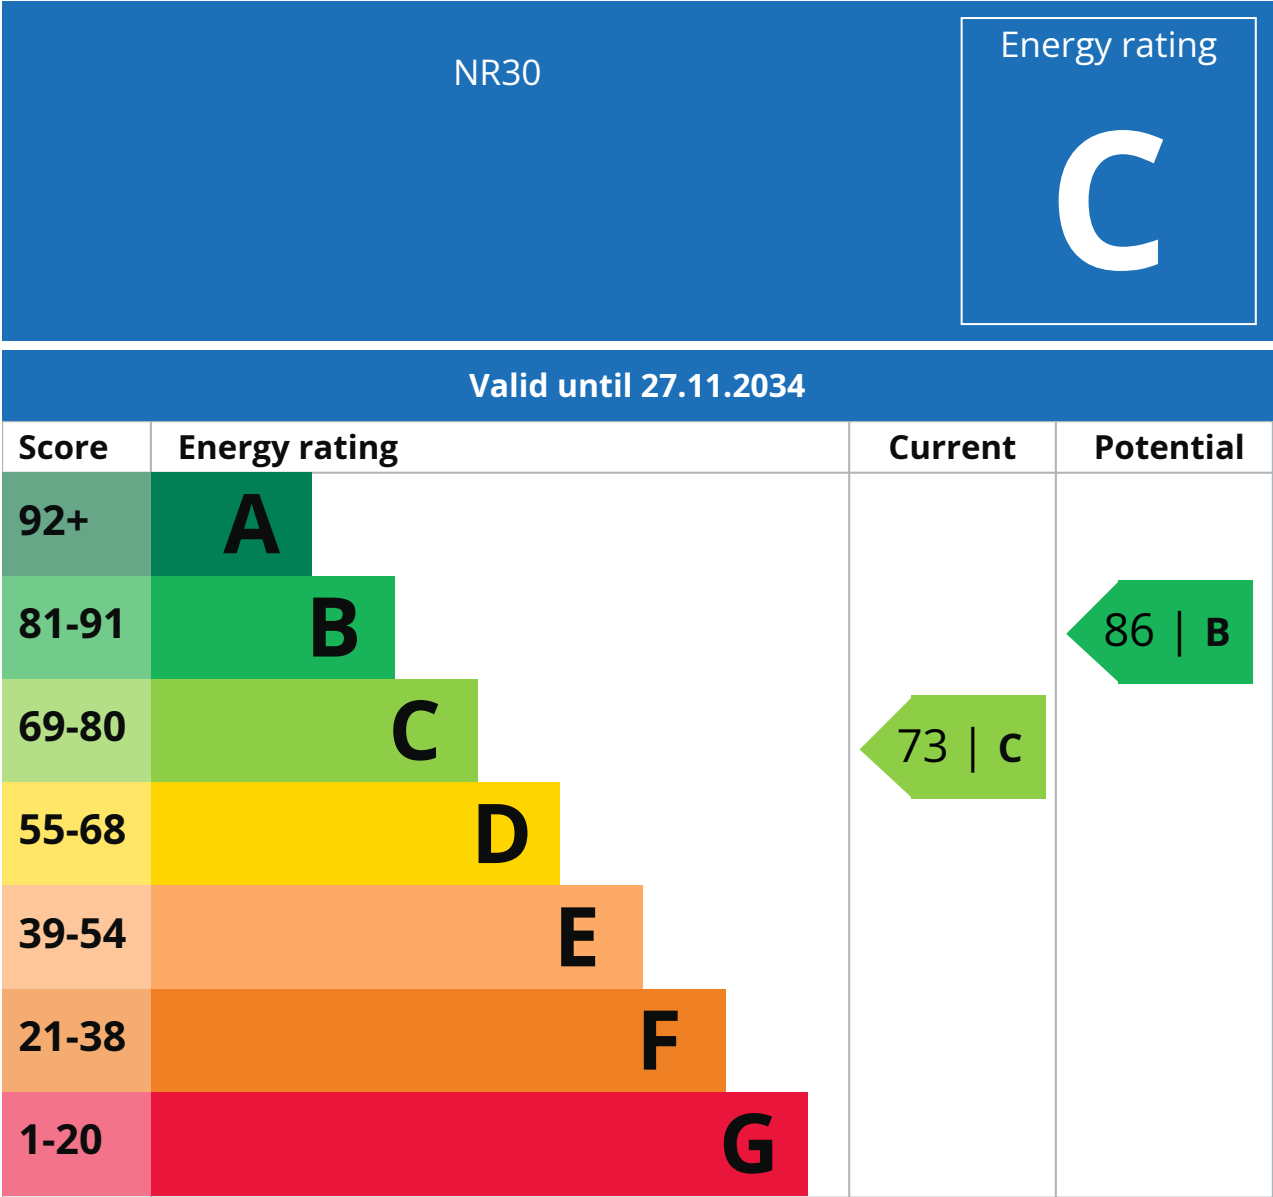 NR30
Energy rating
C
Valid until 27.11.2034
Score Energy rating Current Potential
92+ A
81-91 B 86 | B
69-80 C 73 | C
55-68 D
39-54 E
21-38 F
1-20 G